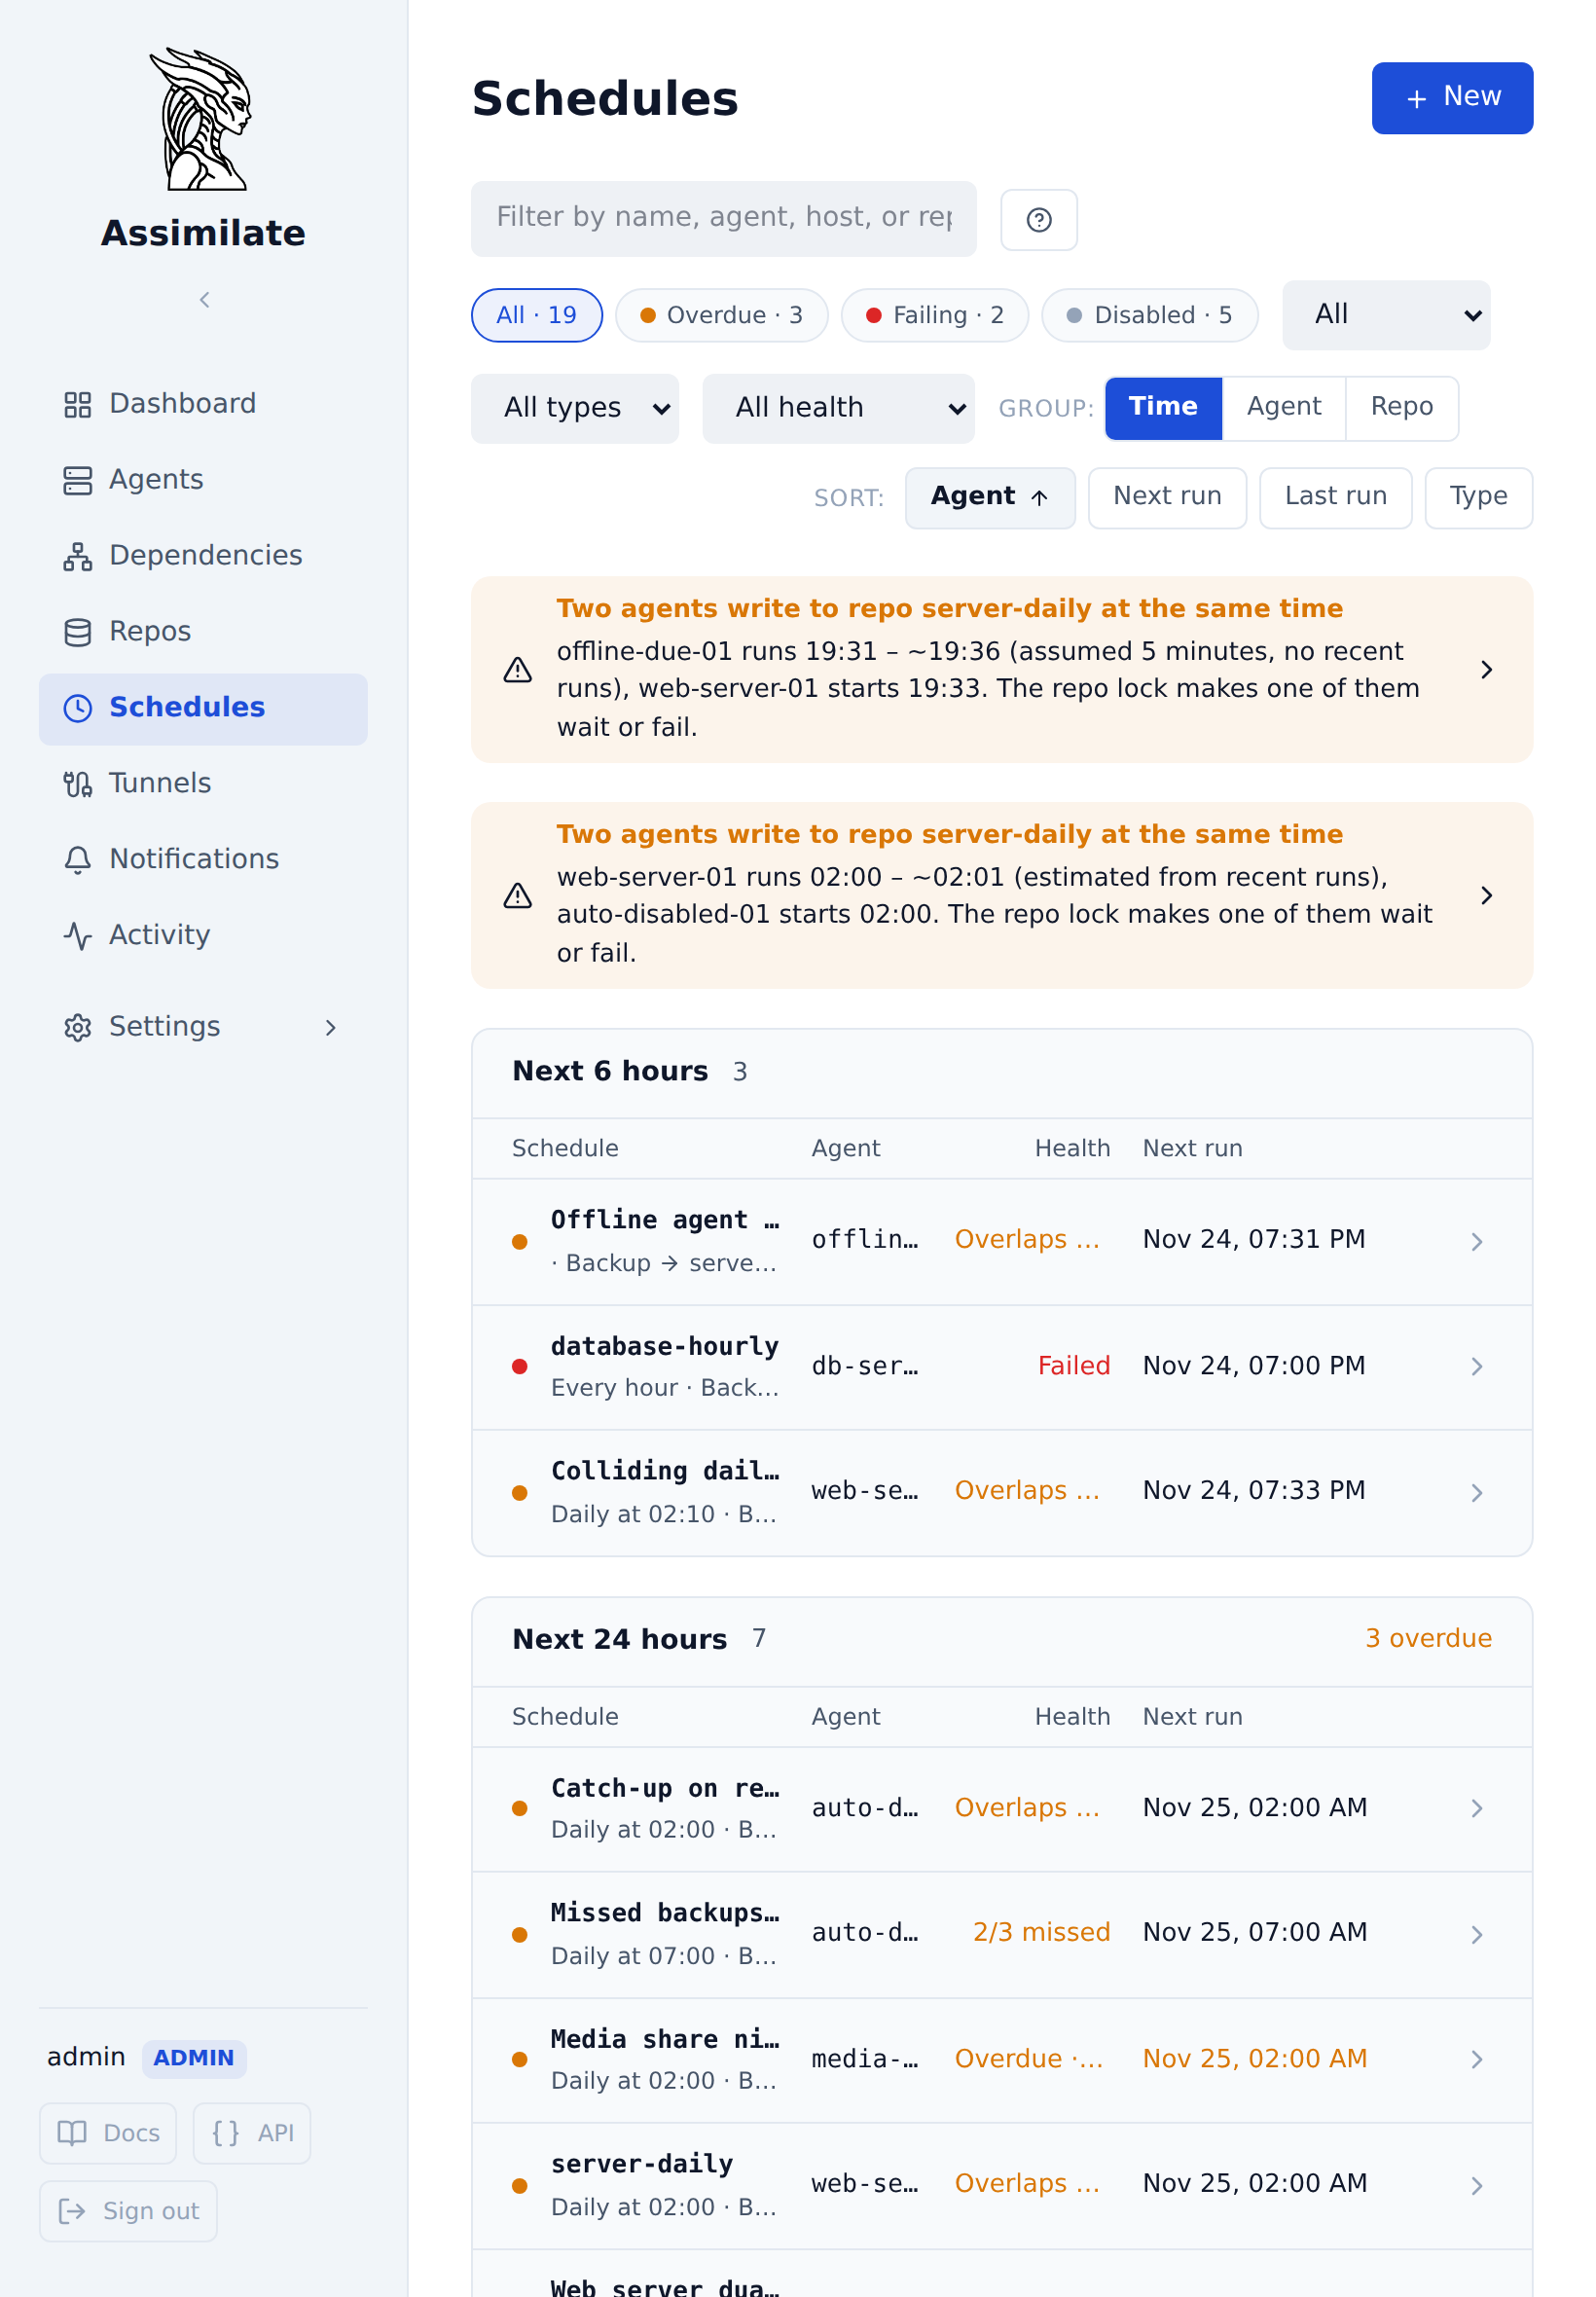 Assimilate
Dashboard
Agents
Dependencies
Repos
Schedules
Tunnels
Notifications
Activity
Settings
admin ADMIN
Docs
{} API
Sign out
Schedules
+ New
Filter by name, agent, host, or rep
All · 19
Overdue · 3
Failing · 2
Disabled · 5
All
All types
All health
GROUP: Time Agent Repo
SORT: Agent ↑ Next run Last run Type
Two agents write to repo server-daily at the same time
offline-due-01 runs 19:31 – ~19:36 (assumed 5 minutes, no recent
runs), web-server-01 starts 19:33. The repo lock makes one of them
wait or fail.
Two agents write to repo server-daily at the same time
web-server-01 runs 02:00 – ~02:01 (estimated from recent runs),
auto-disabled-01 starts 02:00. The repo lock makes one of them wait
or fail.
Next 6 hours 3
Schedule Agent Health Next run
Offline agent …
· Backup → serve…
offlin… Overlaps … Nov 24, 07:31 PM
database-hourly
Every hour · Back…
db-ser… Failed Nov 24, 07:00 PM
Colliding dail…
Daily at 02:10 · B…
web-se… Overlaps … Nov 24, 07:33 PM
Next 24 hours 7 3 overdue
Schedule Agent Health Next run
Catch-up on re…
Daily at 02:00 · B…
auto-d… Overlaps … Nov 25, 02:00 AM
Missed backups…
Daily at 07:00 · B…
auto-d… 2/3 missed Nov 25, 07:00 AM
Media share ni…
Daily at 02:00 · B…
media-… Overdue ·… Nov 25, 02:00 AM
server-daily
Daily at 02:00 · B…
web-se… Overlaps … Nov 25, 02:00 AM
Web server dua…